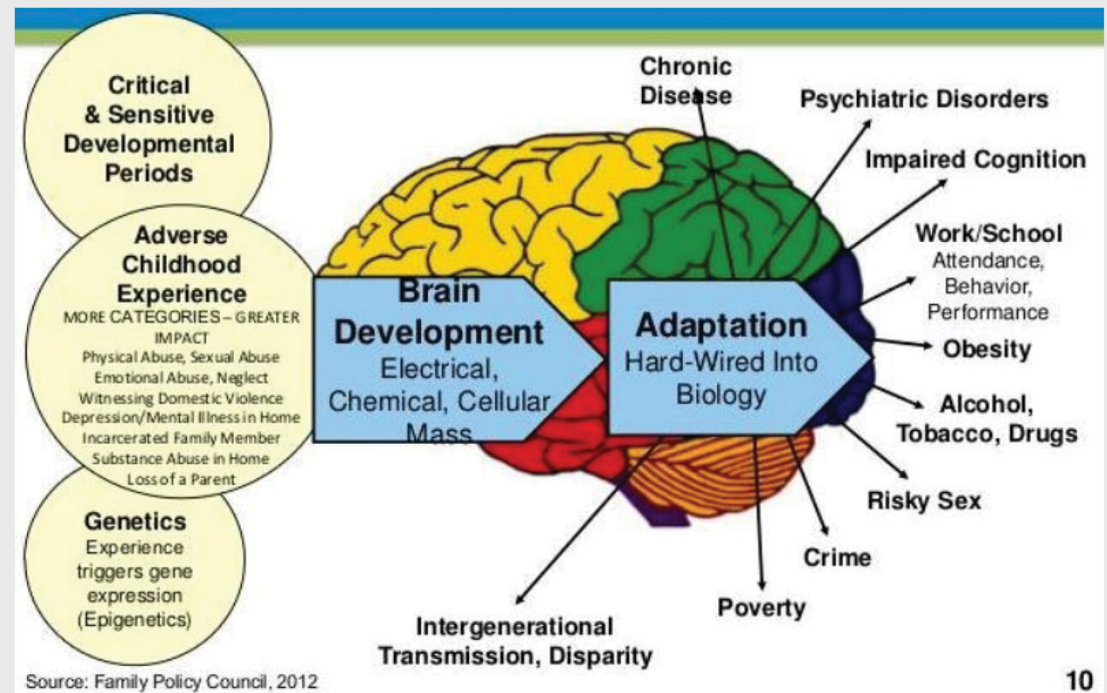 Critical
& Sensitive
Developmental
Periods
Adverse
Childhood
Experience
MORE CATEGORIES – GREATER
IMPACT
Physical Abuse, Sexual Abuse
Emotional Abuse, Neglect
Witnessing Domestic Violence
Depression/Mental Illness in Home
Incarcerated Family Member
Substance Abuse in Home
Loss of a Parent
Genetics
Experience
triggers gene
expression
(Epigenetics)
Brain
Development
Electrical,
Chemical, Cellular
Mass
Adaptation
Hard-Wired Into
Biology
Chronic
Disease
Psychiatric Disorders
Impaired Cognition
Work/School
Attendance,
Behavior,
Performance
Obesity
Alcohol,
Tobacco, Drugs
Risky Sex
Crime
Poverty
Intergenerational
Transmission, Disparity
Source: Family Policy Council, 2012
10